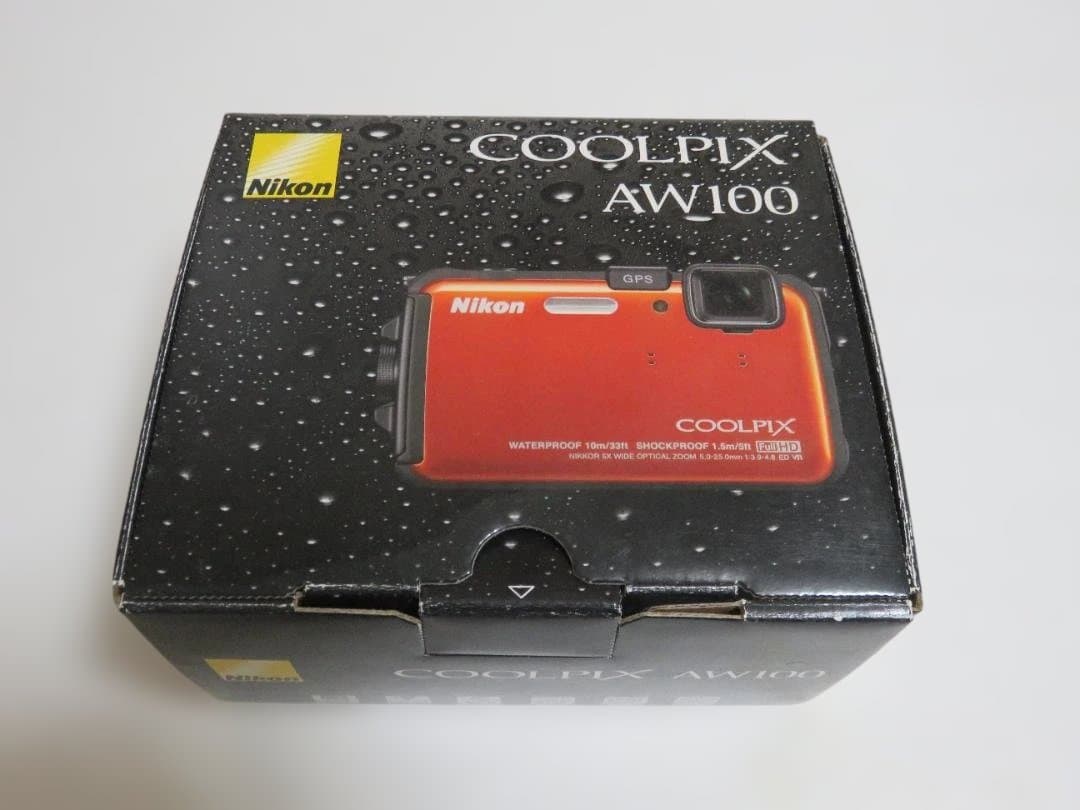 Nikon
COOLPIX
AW100
GPS
Nikon
COOLPIX
WATERPROOF 10m/33ft SHOCKPROOF 1.5m/5ft Full HD
NIKKOR 5X WIDE OPTICAL ZOOM 5.0-25.0mm 1:3.9-4.8 ED VR
Nikon
COOLPIX AW100